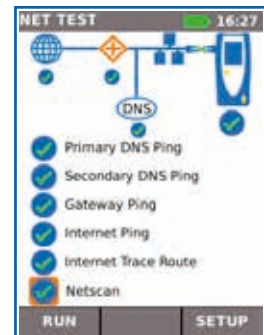 NET TEST 16:27
DNS
Primary DNS Ping
Secondary DNS Ping
Gateway Ping
Internet Ping
Internet Trace Route
Netscan
RUN SETUP